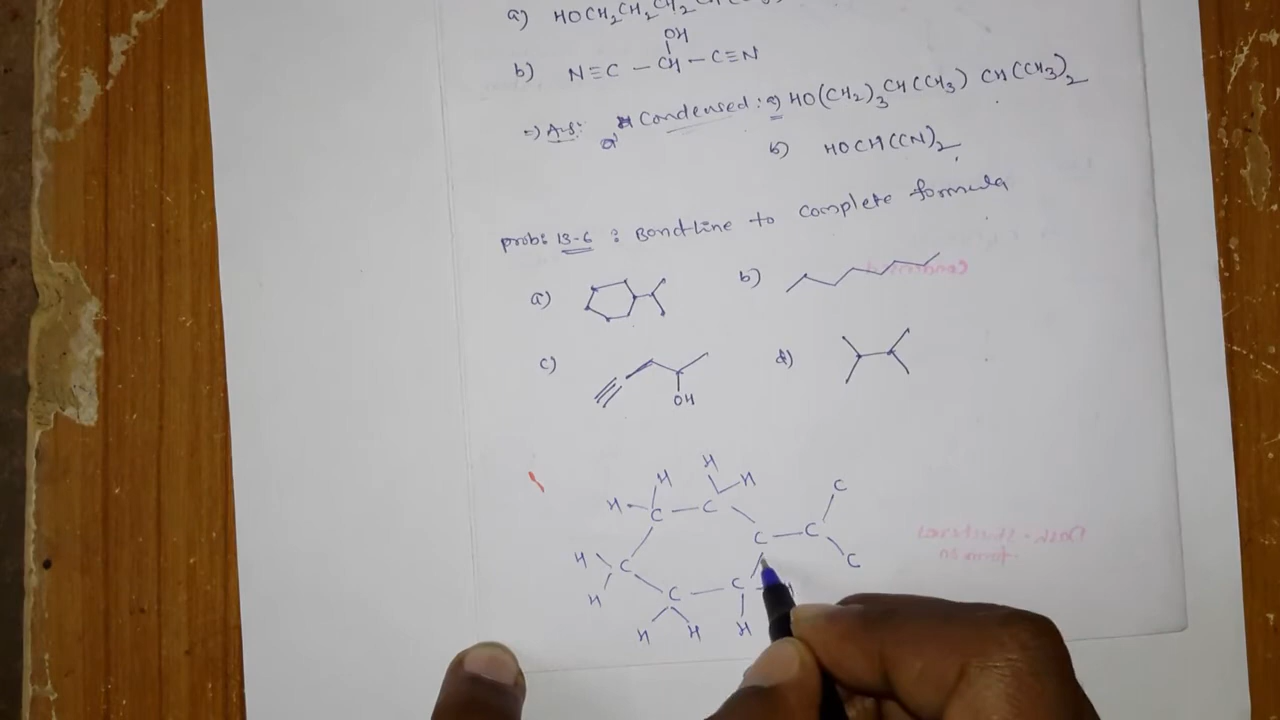 a) HOCH₂CH₂CH₂
OH
b) N≡C - CH - C≡N
=) Ans: a) Condensed: a) HO(CH₂)₃CH(CH₃) CH(CH₃)₂
b) HOCH(CN)₂
prob: 13-6 : Bond-line to complete formula
a) b)
c) d)
OH
H H
H H C
H C C
C C
H C C
H C C H
H H H